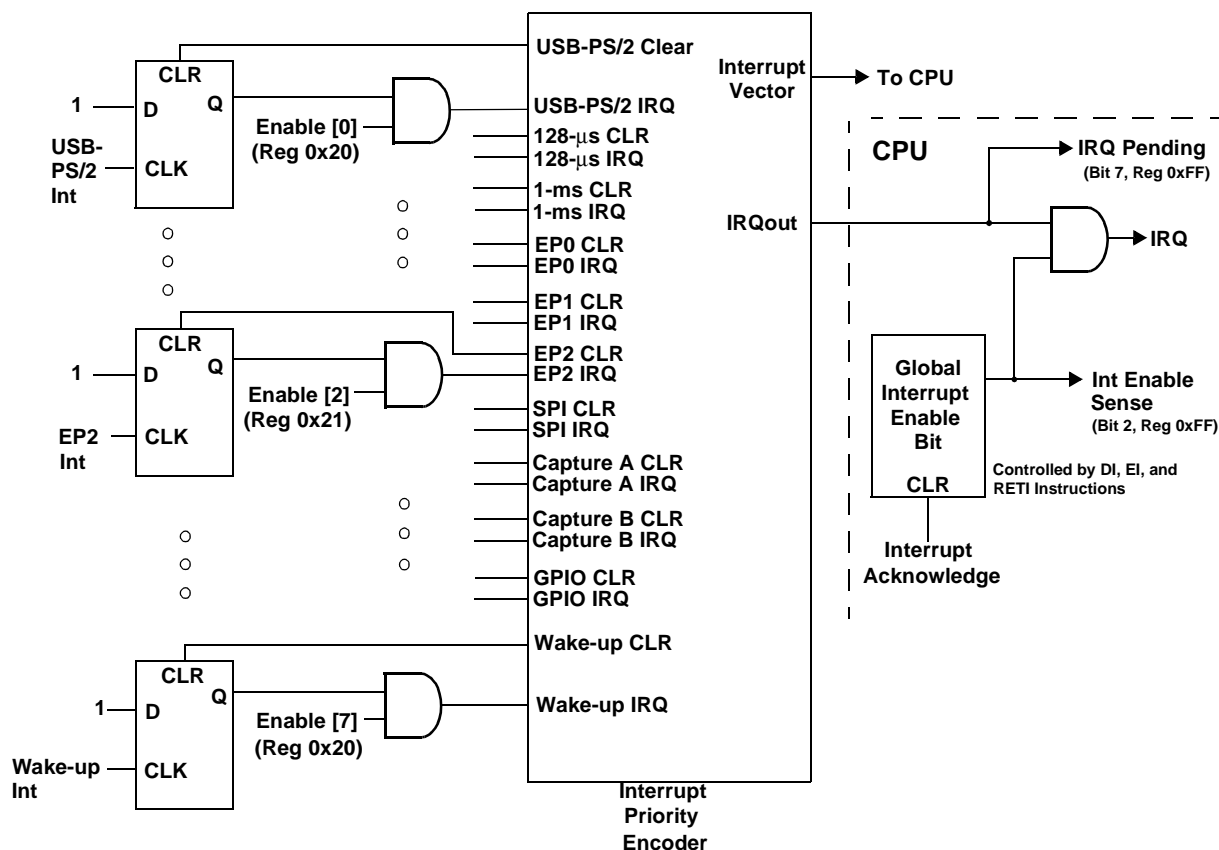 USB-PS/2 Clear
CLR
D
Q
1
USB-
PS/2
Int
CLK
Enable [0]
(Reg 0x20)
USB-PS/2 IRQ
128-μs CLR
128-μs IRQ
1-ms CLR
1-ms IRQ
EP0 CLR
EP0 IRQ
EP1 CLR
EP1 IRQ
CLR
D
Q
1
EP2
Int
CLK
Enable [2]
(Reg 0x21)
EP2 CLR
EP2 IRQ
SPI CLR
SPI IRQ
Capture A CLR
Capture A IRQ
Capture B CLR
Capture B IRQ
GPIO CLR
GPIO IRQ
Wake-up CLR
CLR
D
Q
1
Wake-up
Int
CLK
Enable [7]
(Reg 0x20)
Wake-up IRQ
Interrupt
Priority
Encoder
Interrupt
Vector
To CPU
IRQout
CPU
IRQ Pending
(Bit 7, Reg 0xFF)
IRQ
Global
Interrupt
Enable
Bit
CLR
Int Enable
Sense
(Bit 2, Reg 0xFF)
Controlled by DI, EI, and
RETI Instructions
Interrupt
Acknowledge